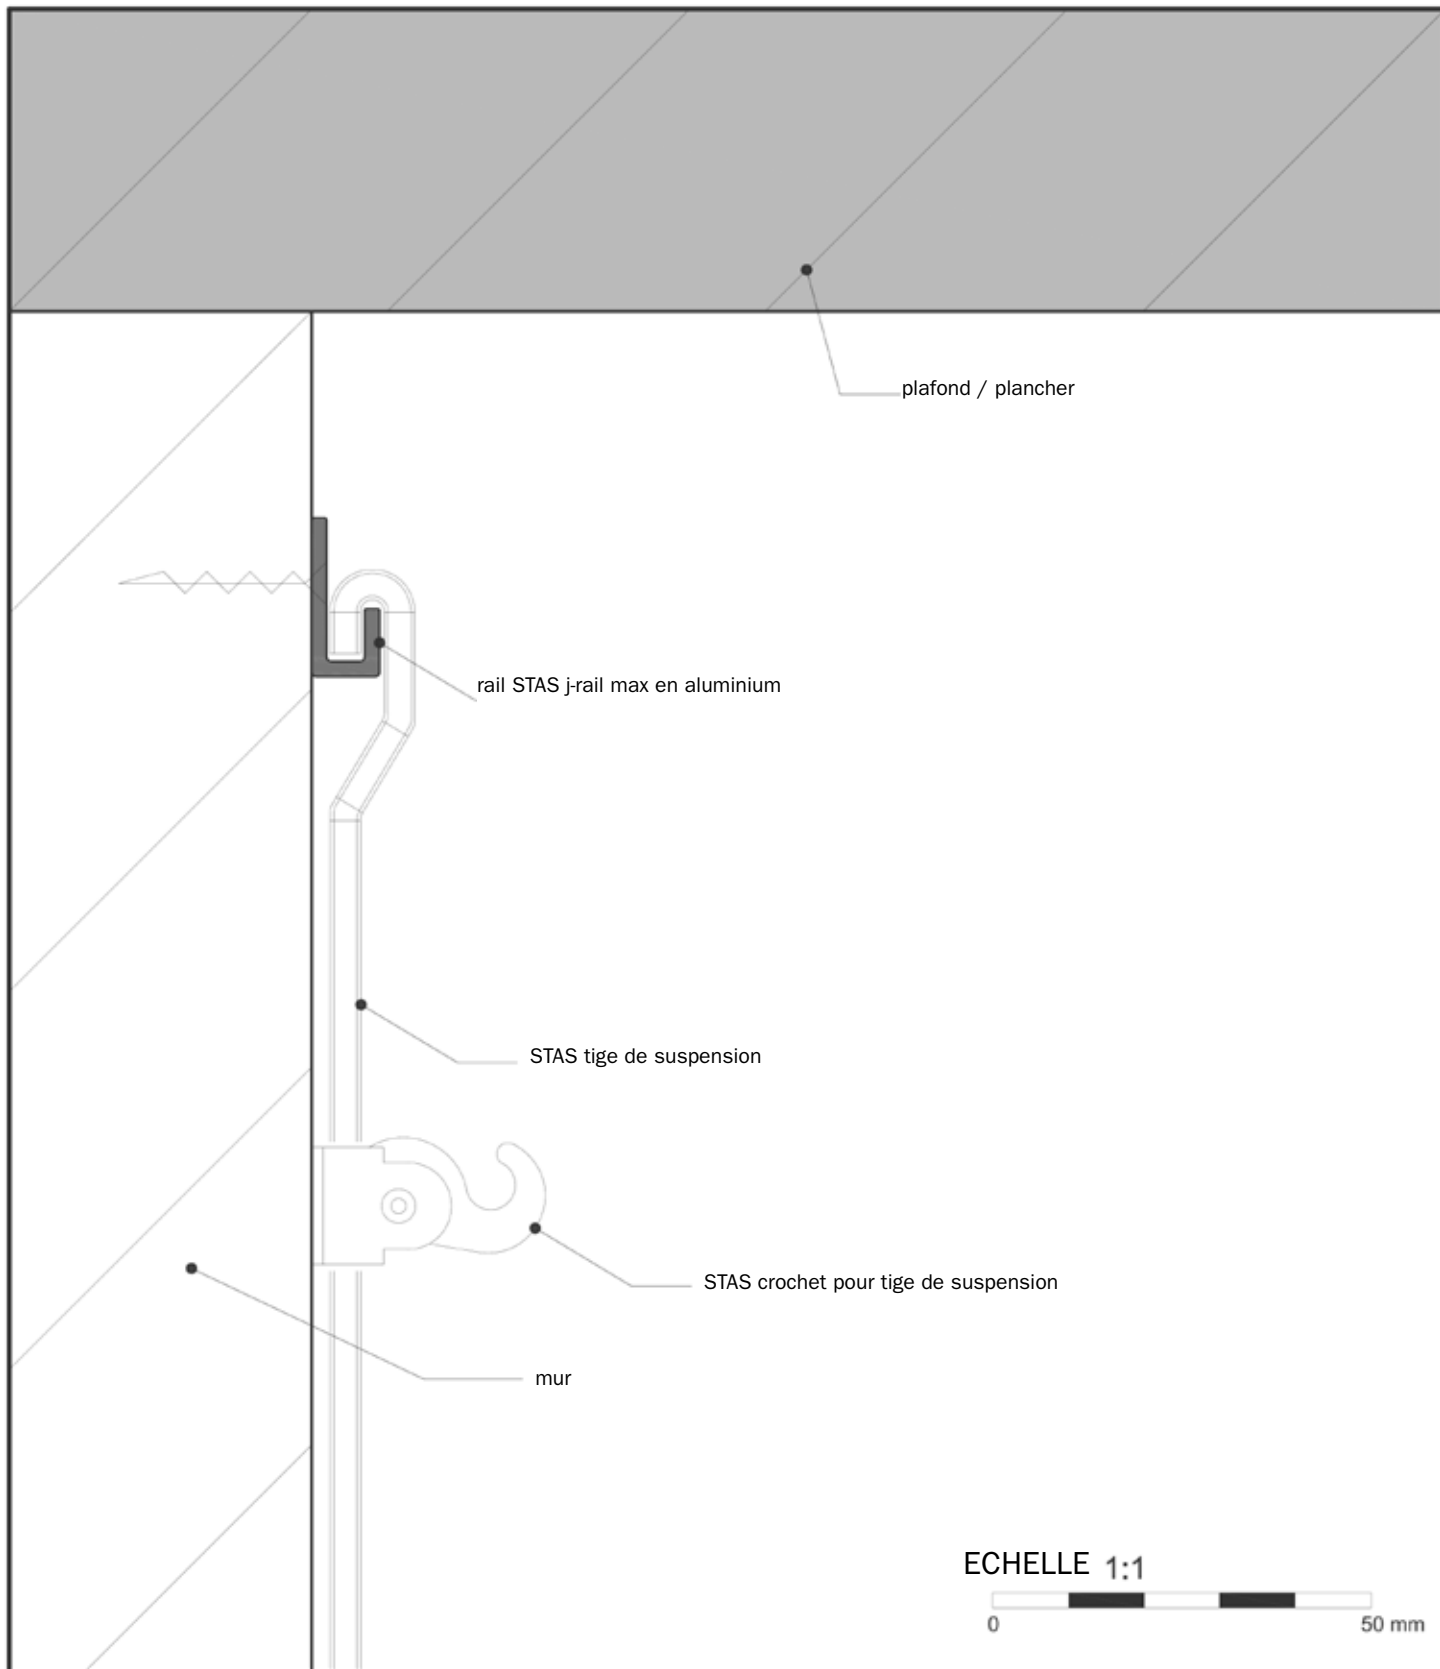 plafond / plancher
rail STAS j-rail max en aluminium
STAS tige de suspension
STAS crochet pour tige de suspension
mur
ECHELLE 1:1
0 50 mm